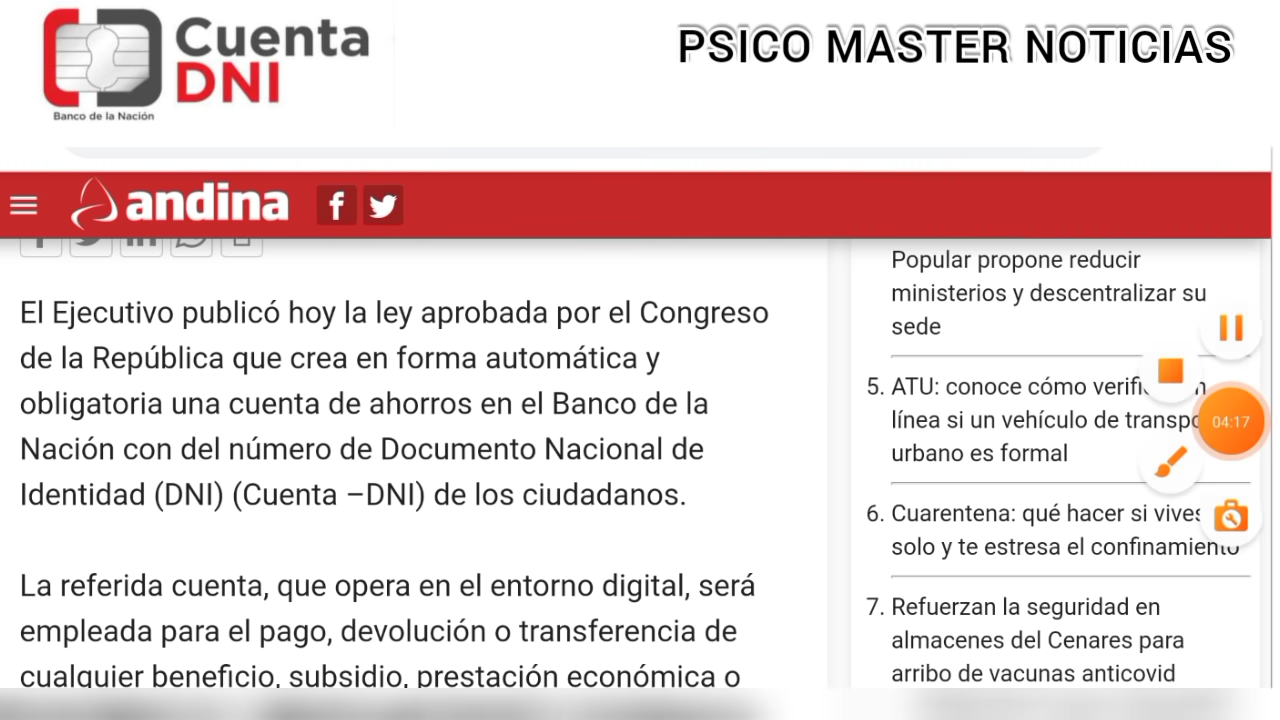 Cuenta
DNI
Banco de la Nación
PSICO MASTER NOTICIAS
andina
El Ejecutivo publicó hoy la ley aprobada por el Congreso
de la República que crea en forma automática y
obligatoria una cuenta de ahorros en el Banco de la
Nación con del número de Documento Nacional de
Identidad (DNI) (Cuenta –DNI) de los ciudadanos.
La referida cuenta, que opera en el entorno digital, será
empleada para el pago, devolución o transferencia de
cualquier beneficio, subsidio, prestación económica o
Popular propone reducir
ministerios y descentralizar su
sede
5. ATU: conoce cómo
línea si un vehículo de
urbano es formal
6. Cuarentena: qué hacer si vives
solo y te estresa el confinamiento
7. Refuerzan la seguridad en
almacenes del Cenares para
arribo de vacunas anticovid
04:17